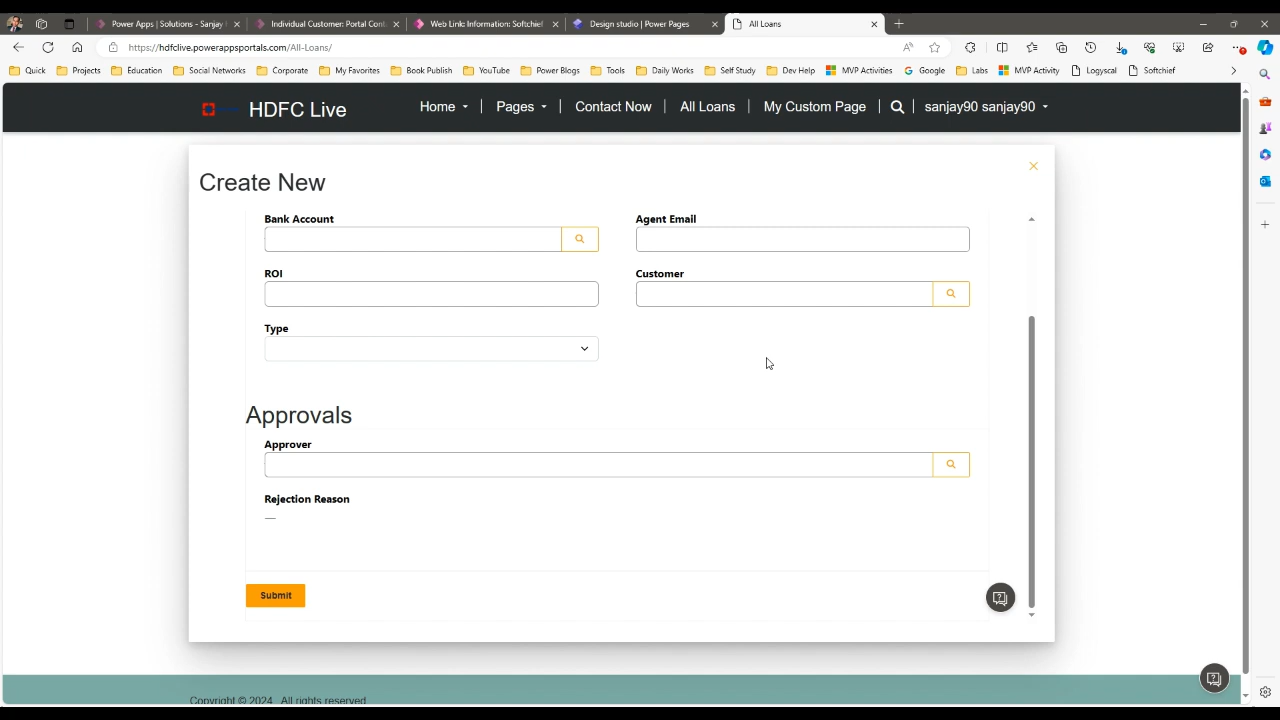 Power Apps | Solutions - Sanjay
Individual Customer: Portal Cont
Web Link: Information: Softchief
Design studio | Power Pages
All Loans
https://hdfclive.powerappsportals.com/All-Loans/
Quick
Projects
Education
Social Networks
Corporate
My Favorites
Book Publish
YouTube
Power Blogs
Tools
Daily Works
Self Study
Dev Help
MVP Activities
Google
Labs
MVP Activity
Logyscal
Softchief
HDFC Live
Home
Pages
Contact Now
All Loans
My Custom Page
sanjay90 sanjay90
Create New
Bank Account
Agent Email
ROI
Customer
Type
Approvals
Approver
Rejection Reason
—
Submit
Copyright © 2024 . All rights reserved.